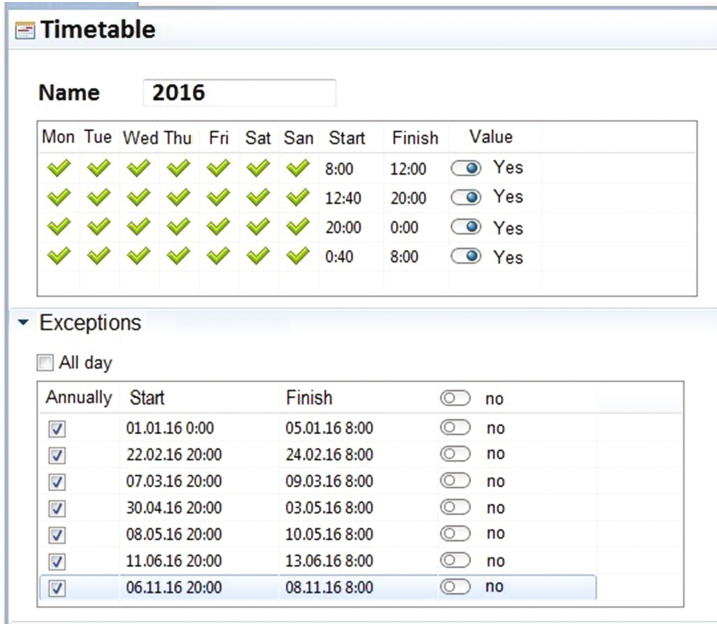 Timetable
Name 2016
Mon Tue Wed Thu Fri Sat San Start Finish Value
8:00 12:00 Yes
12:40 20:00 Yes
20:00 0:00 Yes
0:40 8:00 Yes
Exceptions
All day
Annually Start Finish no
01.01.16 0:00 05.01.16 8:00 no
22.02.16 20:00 24.02.16 8:00 no
07.03.16 20:00 09.03.16 8:00 no
30.04.16 20:00 03.05.16 8:00 no
08.05.16 20:00 10.05.16 8:00 no
11.06.16 20:00 13.06.16 8:00 no
06.11.16 20:00 08.11.16 8:00 no